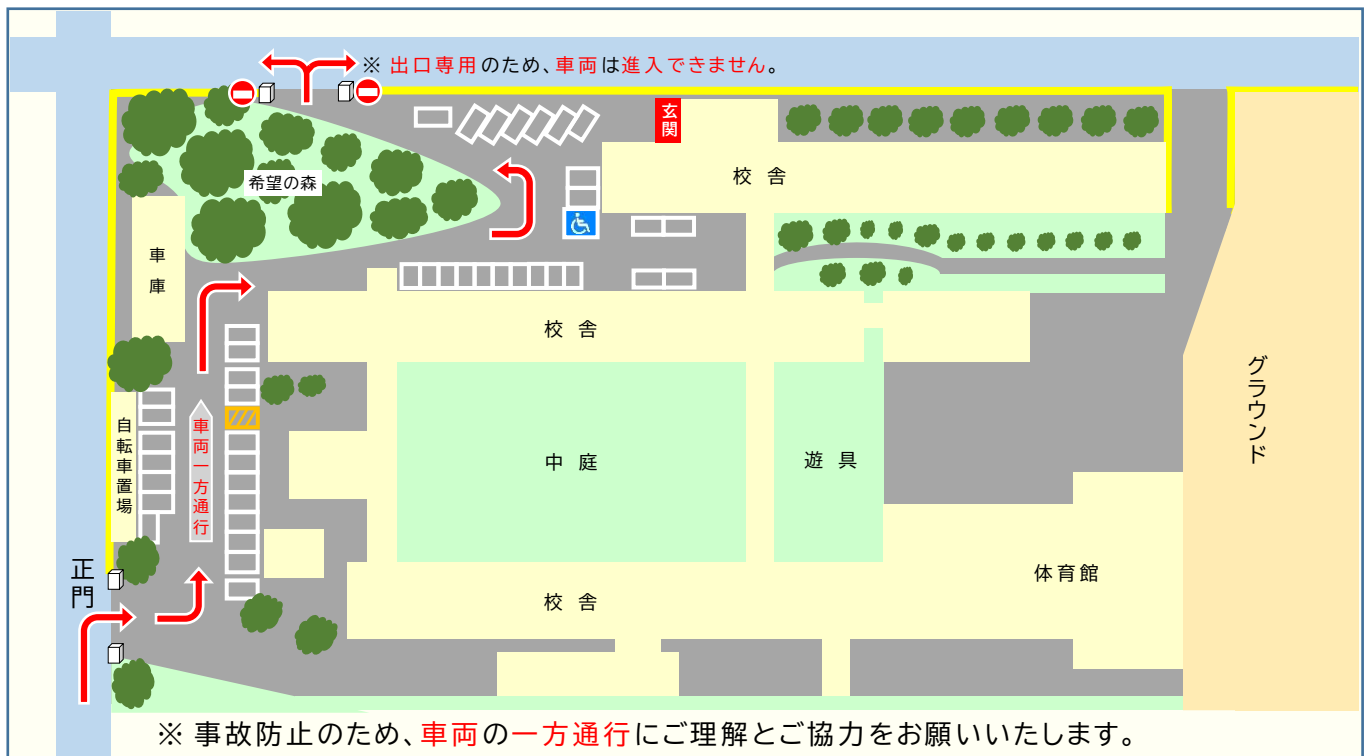 ※ 出口専用のため、車両は進入できません。
玄関
校舎
希望の森
車庫
校舎
グラウンド
自転車置場
車両一方通行
中庭
遊具
正門
体育館
校舎
※ 事故防止のため、車両の一方通行にご理解とご協力をお願いいたします。